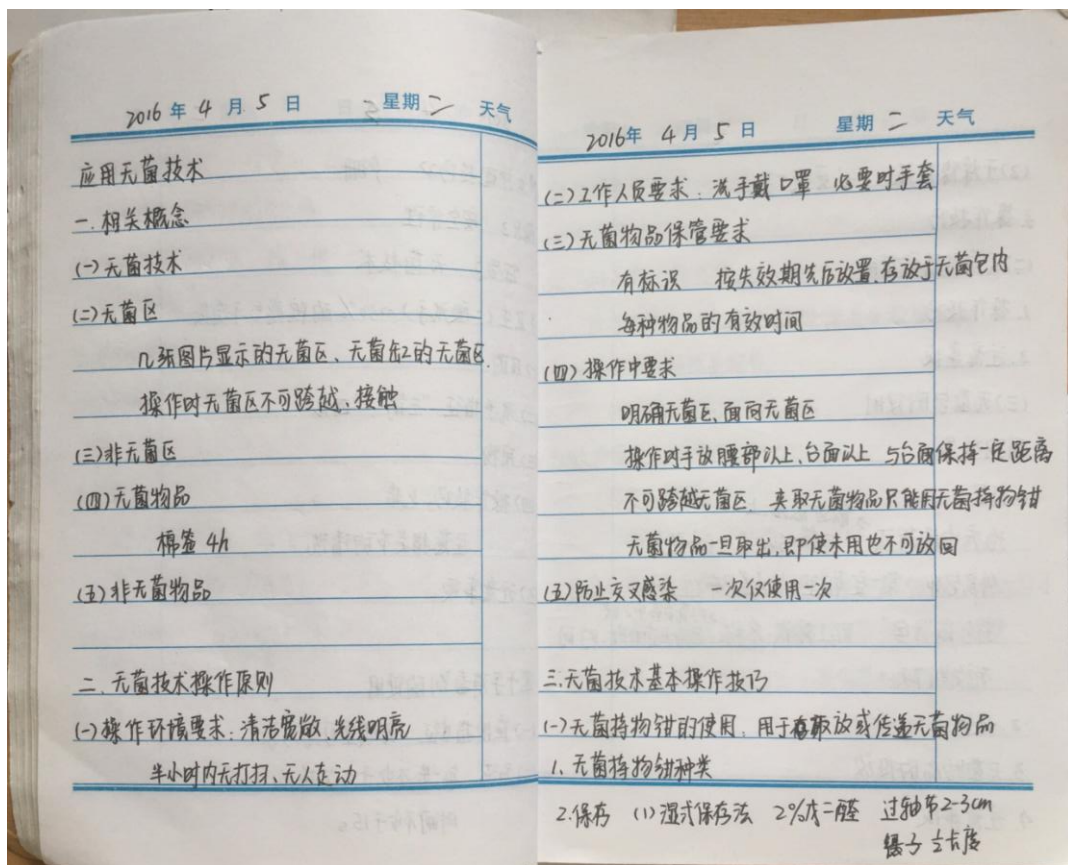 2016 年 4 月 5 日 星期 二 天气
应用无菌技术
一.相关概念
(一)无菌技术
(二)无菌区
几张图片显示的无菌区、无菌包的无菌区
操作时无菌区不可跨越、接触
(三)非无菌区
(四)无菌物品
棉签 4h
(五)非无菌物品
二、无菌技术操作原则
(一)操作环境要求:清洁宽敞、光线明亮
半小时内无打扫、无人走动
2016年 4 月 5 日 星期 二 天气
(二)工作人员要求:洗手戴口罩 必要时手套
(三)无菌物品保管要求
有标识 按失效期先后放置、存放于无菌包内
每种物品的有效时间
(四)操作中要求
明确无菌区、面向无菌区
操作时手放腰部以上、台面以上 与台面保持一定距离
不可跨越无菌区 夹取无菌物品只能用无菌持物钳
无菌物品一旦取出、即使未用也不可放回
(五)防止交叉感染 一次仅使用一次
三.无菌技术基本操作技巧
(一)无菌持物钳的使用、用于取放或传递无菌物品
1、无菌持物钳种类
2.保存 (1)湿式保存法 2%戊二醛 过轴节2-3cm
镊子 ½长度